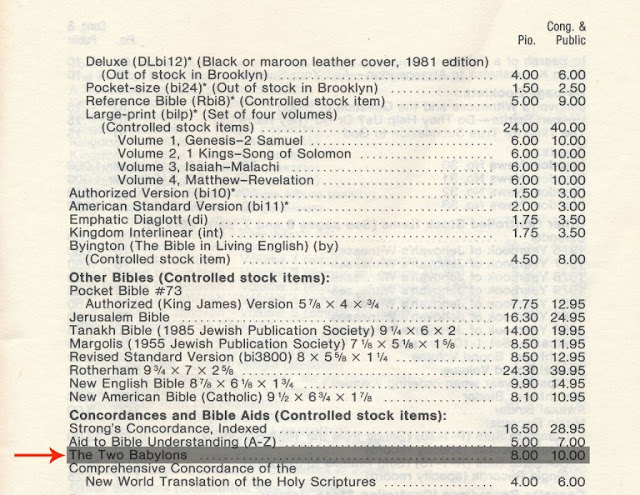 Cong. &
Pio. Public
Deluxe (DLbi12)* (Black or maroon leather cover, 1981 edition)
(Out of stock in Brooklyn) 4.00 6.00
Pocket-size (bi24)* (Out of stock in Brooklyn) 1.50 2.50
Reference Bible (Rbi8)* (Controlled stock item) 5.00 9.00
Large-print (bilp)* (Set of four volumes)
(Controlled stock items) 24.00 40.00
Volume 1, Genesis–2 Samuel 6.00 10.00
Volume 2, 1 Kings–Song of Solomon 6.00 10.00
Volume 3, Isaiah–Malachi 6.00 10.00
Volume 4, Matthew–Revelation 6.00 10.00
Authorized Version (bi10)* 1.50 3.00
American Standard Version (bi11)* 2.00 3.00
Emphatic Diaglott (di) 1.75 3.50
Kingdom Interlinear (int) 1.75 3.50
Byington (The Bible in Living English) (by)
(Controlled stock item) 4.50 8.00
Other Bibles (Controlled stock items):
Pocket Bible #73
Authorized (King James) Version 5⅞ × 4 × ¾ 7.75 12.95
Jerusalem Bible 16.30 24.95
Tanakh Bible (1985 Jewish Publication Society) 9¼ × 6 × 2 14.00 19.95
Margolis (1955 Jewish Publication Society) 7⅛ × 5⅛ × 1⅝ 8.50 11.95
Revised Standard Version (bi3800) 8 × 5⅝ × 1¼ 8.50 12.95
Rotherham 9¾ × 7 × 2⅝ 24.30 39.95
New English Bible 8⅞ × 6⅛ × 1¾ 9.90 14.95
New American Bible (Catholic) 9½ × 6¾ × 1⅞ 8.10 10.95
Concordances and Bible Aids (Controlled stock items):
Strong's Concordance, Indexed 16.50 28.95
Aid to Bible Understanding (A-Z) 5.00 7.00
The Two Babylons 8.00 10.00
Comprehensive Concordance of the
New World Translation of the Holy Scriptures 4.00 6.00